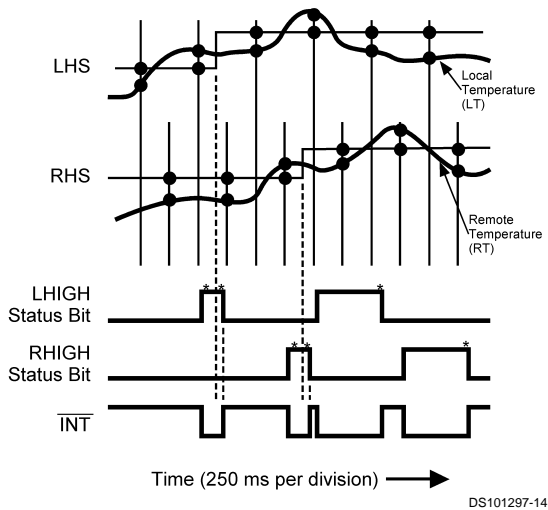 LHS
Local
Temperature
(LT)
RHS
Remote
Temperature
(RT)
LHIGH
Status Bit
* * *
RHIGH
Status Bit
* * *
INT
Time (250 ms per division)
DS101297-14